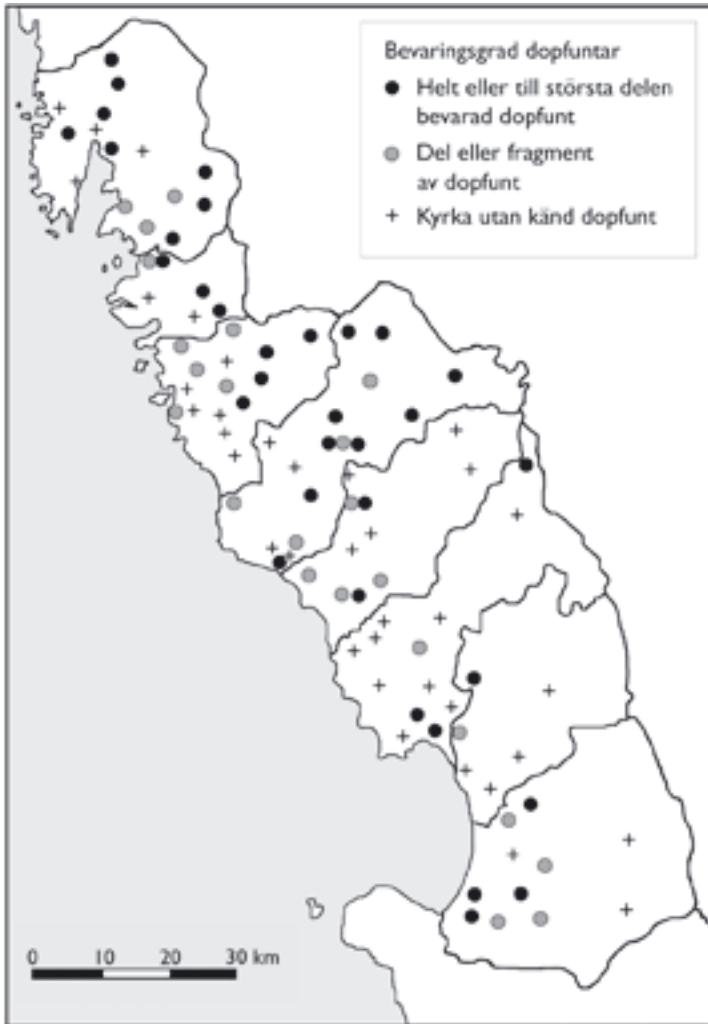 Bevaringsgrad dopfuntar
Helt eller till största delen
bevarad dopfunt
Del eller fragment
av dopfunt
Kyrka utan känd dopfunt
0 10 20 30 km